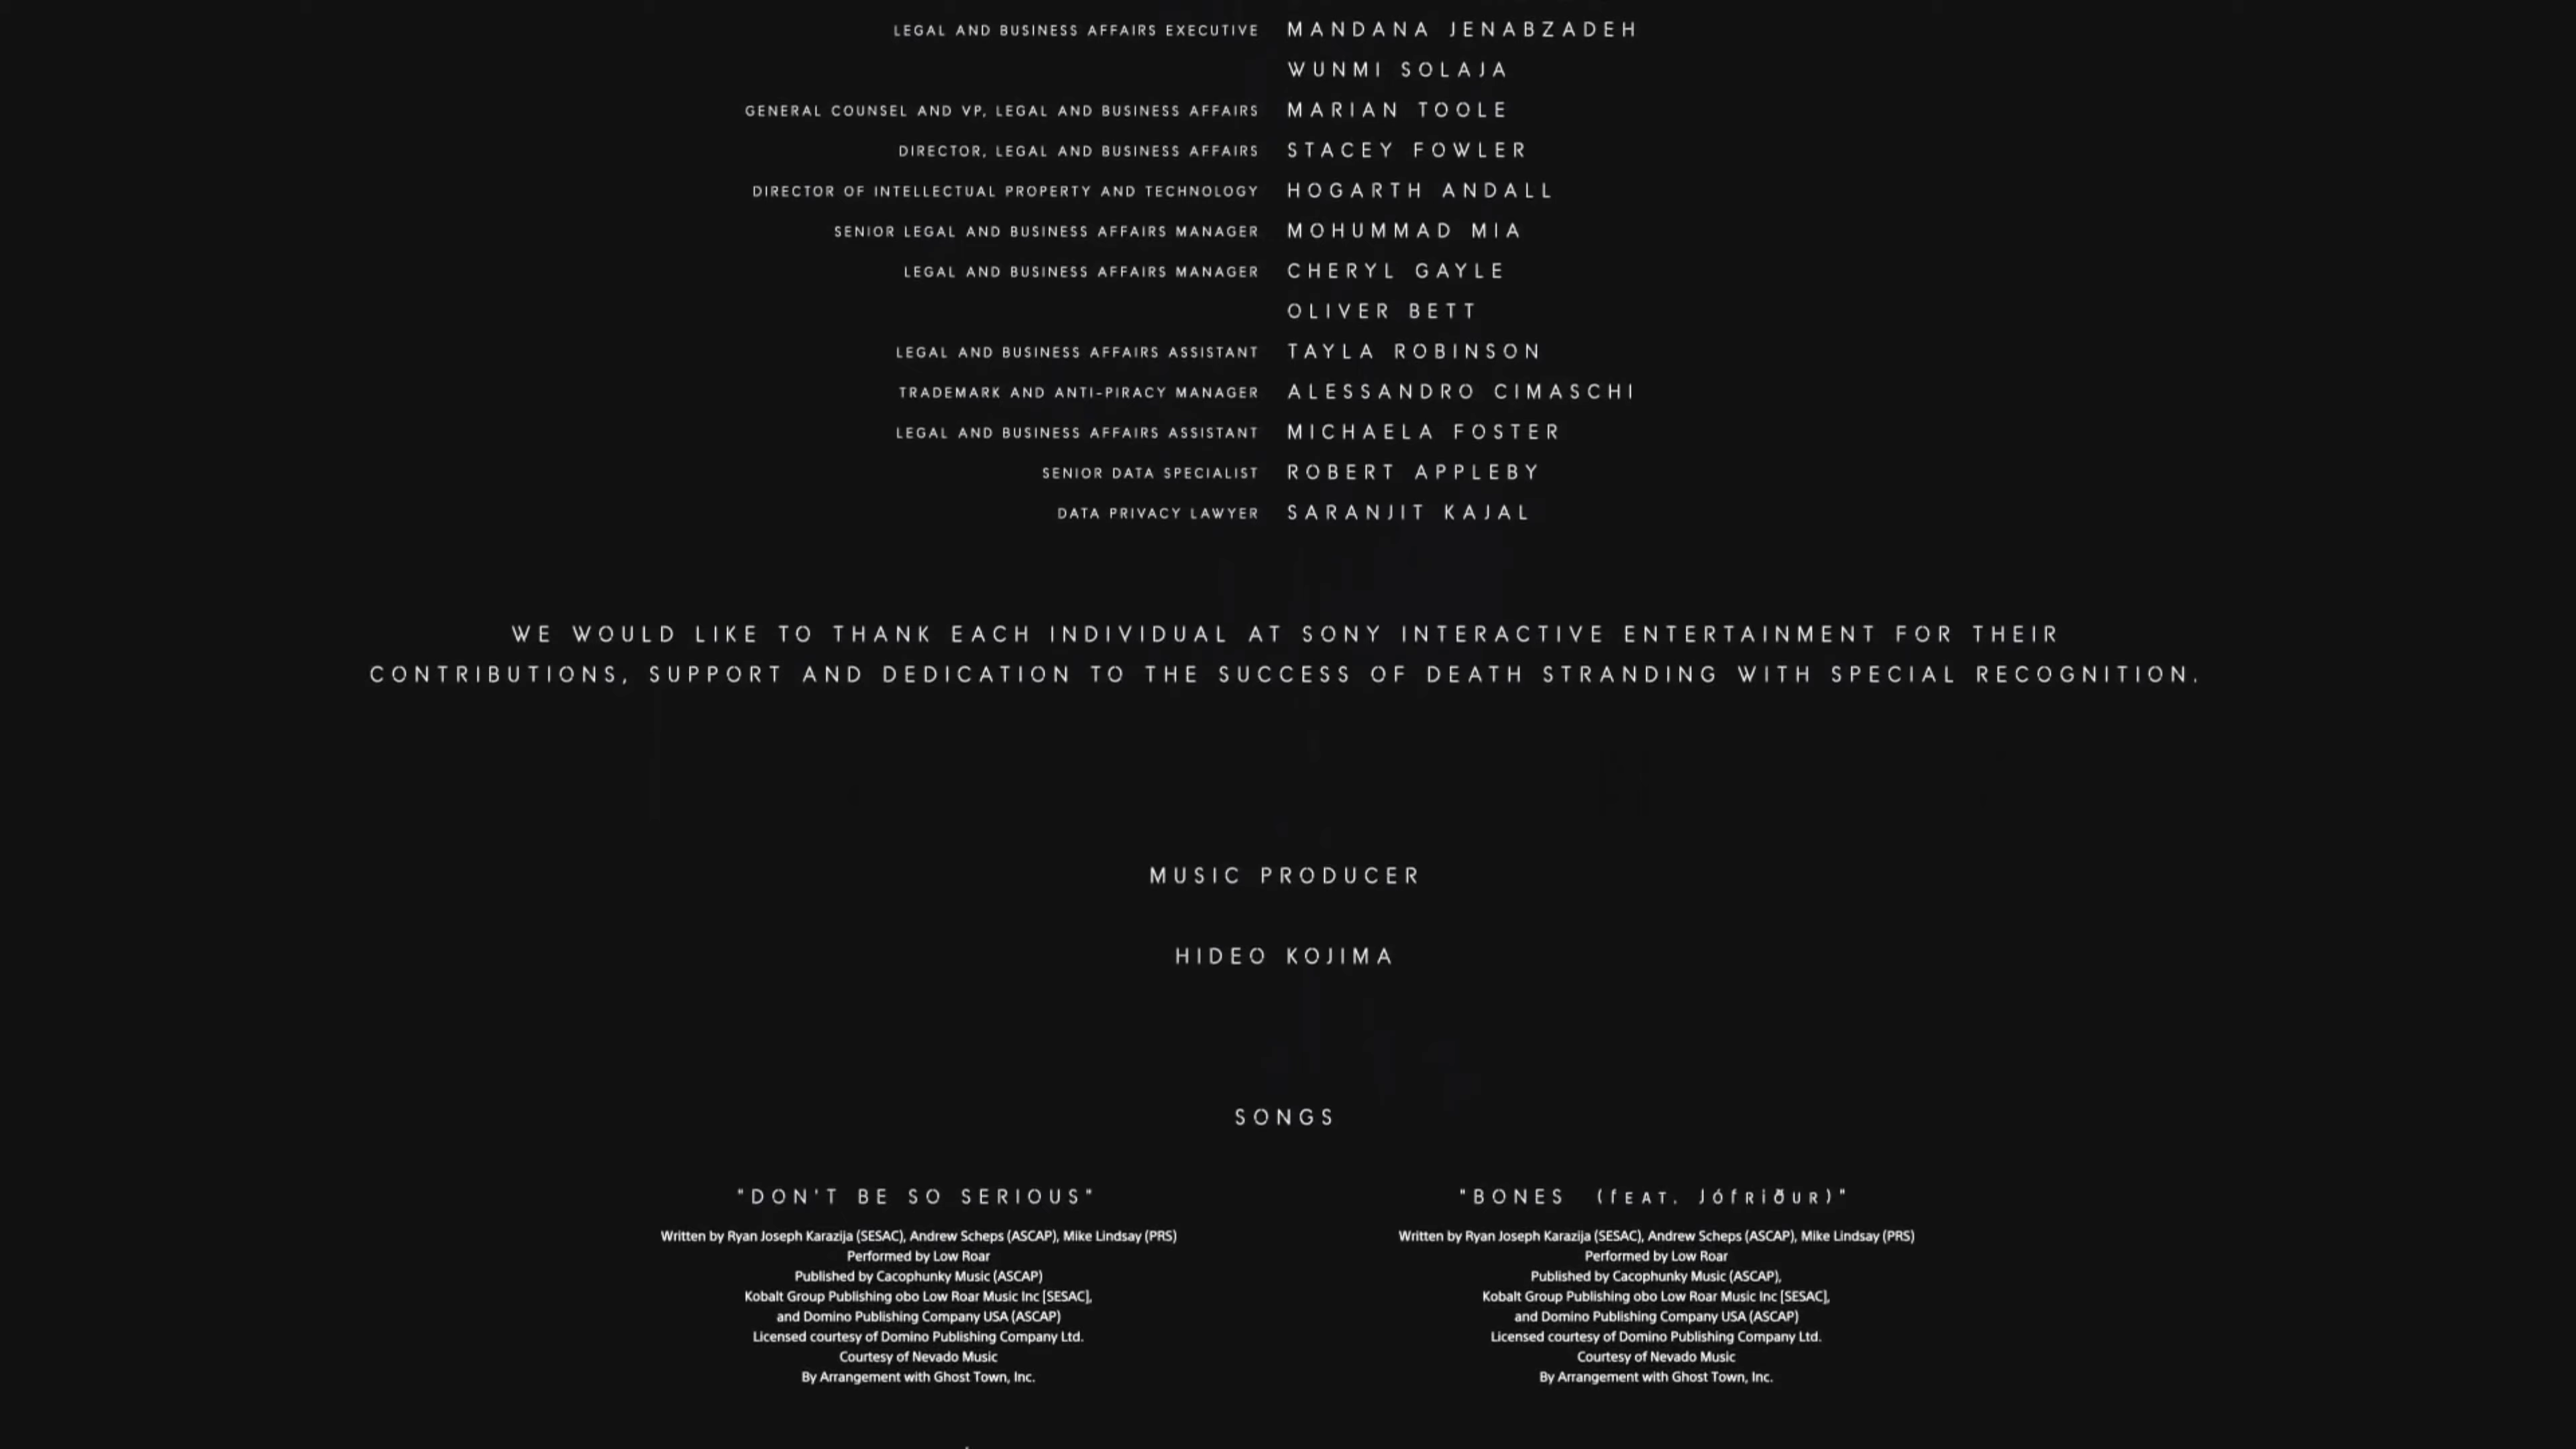 LEGAL AND BUSINESS AFFAIRS EXECUTIVE MANDANA JENABZADEH
WUNMI SOLAJA
GENERAL COUNSEL AND VP, LEGAL AND BUSINESS AFFAIRS MARIAN TOOLE
DIRECTOR, LEGAL AND BUSINESS AFFAIRS STACEY FOWLER
DIRECTOR OF INTELLECTUAL PROPERTY AND TECHNOLOGY HOGARTH ANDALL
SENIOR LEGAL AND BUSINESS AFFAIRS MANAGER MOHUMMAD MIA
LEGAL AND BUSINESS AFFAIRS MANAGER CHERYL GAYLE
OLIVER BETT
LEGAL AND BUSINESS AFFAIRS ASSISTANT TAYLA ROBINSON
TRADEMARK AND ANTI-PIRACY MANAGER ALESSANDRO CIMASCHI
LEGAL AND BUSINESS AFFAIRS ASSISTANT MICHAELA FOSTER
SENIOR DATA SPECIALIST ROBERT APPLEBY
DATA PRIVACY LAWYER SARANJIT KAJAL
WE WOULD LIKE TO THANK EACH INDIVIDUAL AT SONY INTERACTIVE ENTERTAINMENT FOR THEIR
CONTRIBUTIONS, SUPPORT AND DEDICATION TO THE SUCCESS OF DEATH STRANDING WITH SPECIAL RECOGNITION.
MUSIC PRODUCER
HIDEO KOJIMA
SONGS
"DON'T BE SO SERIOUS"
Written by Ryan Joseph Karazija (SESAC), Andrew Scheps (ASCAP), Mike Lindsay (PRS)
Performed by Low Roar
Published by Cacophunky Music (ASCAP)
Kobalt Group Publishing obo Low Roar Music Inc [SESAC],
and Domino Publishing Company USA (ASCAP)
Licensed courtesy of Domino Publishing Company Ltd.
Courtesy of Nevado Music
By Arrangement with Ghost Town, Inc.
"BONES (fEAT. Jófriður)"
Written by Ryan Joseph Karazija (SESAC), Andrew Scheps (ASCAP), Mike Lindsay (PRS)
Performed by Low Roar
Published by Cacophunky Music (ASCAP),
Kobalt Group Publishing obo Low Roar Music Inc [SESAC],
and Domino Publishing Company USA (ASCAP)
Licensed courtesy of Domino Publishing Company Ltd.
Courtesy of Nevado Music
By Arrangement with Ghost Town, Inc.